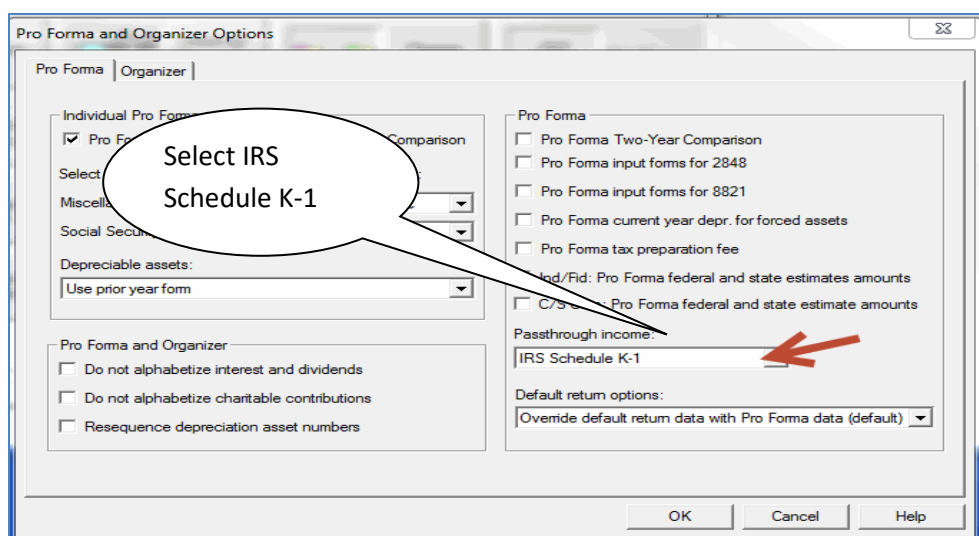 Pro Forma and Organizer Options
Pro Forma
Organizer
Individual Pro Forma
Pro Fo Comparison
Select
Miscella
Social Securi
Depreciable assets:
Use prior year form
Pro Forma and Organizer
Do not alphabetize interest and dividends
Do not alphabetize charitable contributions
Resequence depreciation asset numbers
Select IRS
Schedule K-1
Pro Forma
Pro Forma Two-Year Comparison
Pro Forma input forms for 2848
Pro Forma input forms for 8821
Pro Forma current year depr. for forced assets
Pro Forma tax preparation fee
Ind/Fid: Pro Forma federal and state estimates amounts
Pro Forma federal and state estimate amounts
Passthrough income:
IRS Schedule K-1
Default return options:
Override default return data with Pro Forma data (default)
OK
Cancel
Help